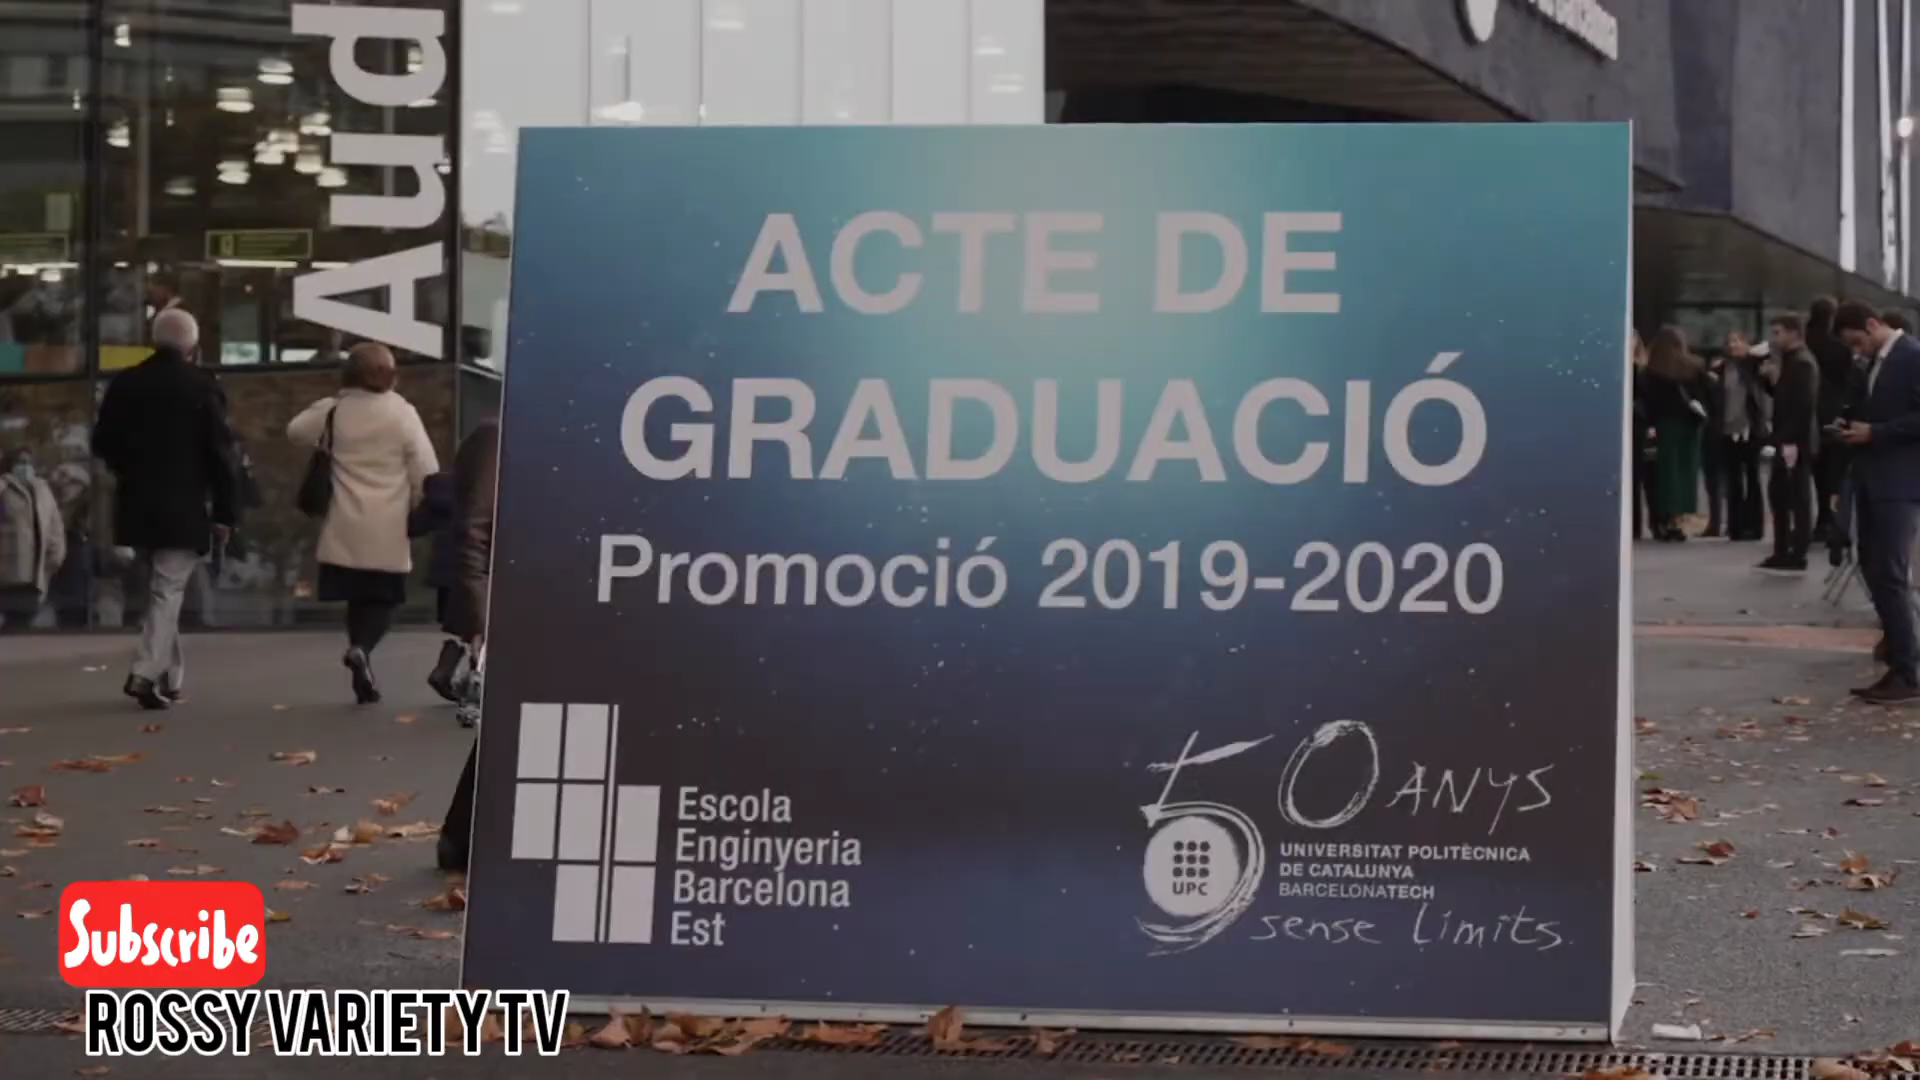 Aud
ACTE DE
GRADUACIÓ
Promoció 2019-2020
Escola
Enginyeria
Barcelona
Est
50 ANYS
UNIVERSITAT POLITÈCNICA
DE CATALUNYA
BARCELONATECH
UPC
sense límits.
Subscribe
ROSSY VARIETY TV